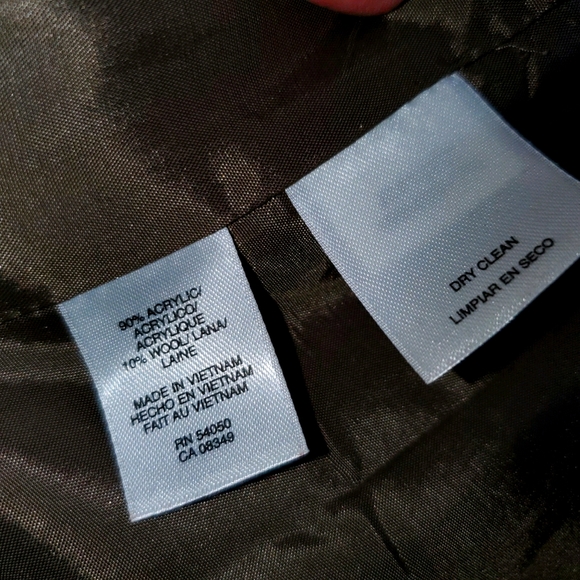 90% ACRYLIC/
ACRYLICO/
ACRYLIQUE
10% WOOL/ LANA/
LAINE
MADE IN VIETNAM
HECHO EN VIETNAM
FAIT AU VIETNAM
RN 54050
CA 08349
DRY CLEAN
LIMPIAR EN SECO